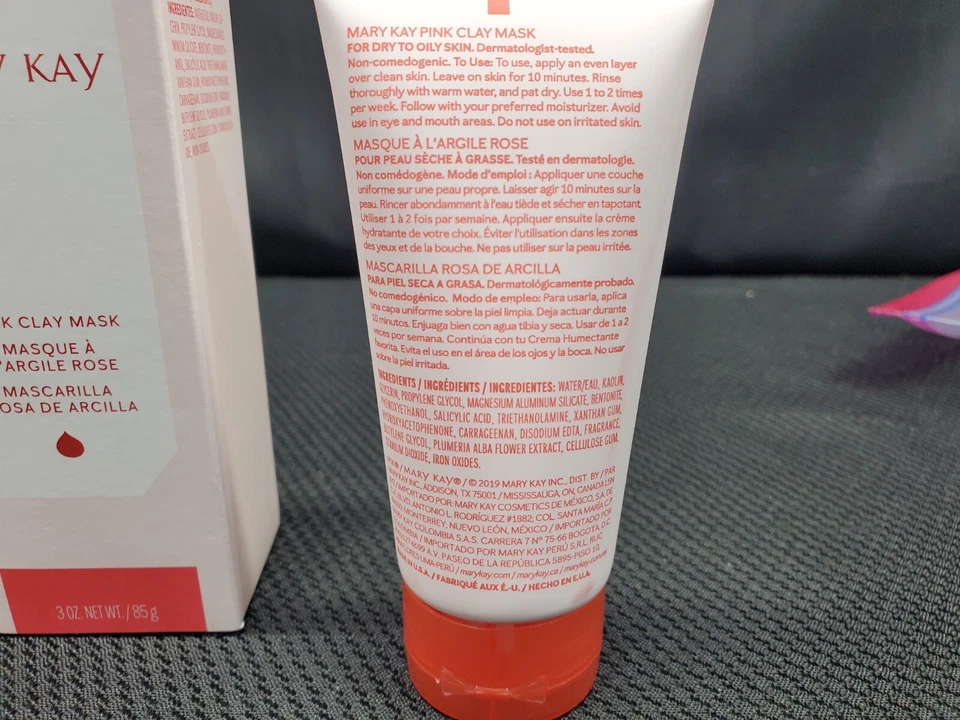 KAY
K CLAY MASK
MASQUE À
'ARGILE ROSE
MASCARILLA
OSA DE ARCILLA
3 OZ. NET WT. / 85 g
MARY KAY PINK CLAY MASK
FOR DRY TO OILY SKIN. Dermatologist-tested.
Non-comedogenic. To Use: To use, apply an even layer
over clean skin. Leave on skin for 10 minutes. Rinse
thoroughly with warm water, and pat dry. Use 1 to 2 times
per week. Follow with your preferred moisturizer. Avoid
use in eye and mouth areas. Do not use on irritated skin.
MASQUE À L'ARGILE ROSE
POUR PEAU SÈCHE À GRASSE. Testé en dermatologie.
Non comédogène. Mode d'emploi : Appliquer une couche
uniforme sur une peau propre. Laisser agir 10 minutes sur la
peau. Rincer abondamment à l'eau tiède et sécher en tapotant.
Utiliser 1 à 2 fois par semaine. Appliquer ensuite la crème
hydratante de votre choix. Éviter l'utilisation dans les zones
des yeux et de la bouche. Ne pas utiliser sur la peau irritée.
MASCARILLA ROSA DE ARCILLA
PARA PIEL SECA A GRASA. Dermatológicamente probado.
No comedogénico. Modo de empleo: Para usarla, aplica
una capa uniforme sobre la piel limpia. Deja actuar durante
10 minutos. Enjuaga bien con agua tibia y seca. Usar de 1 a 2
veces por semana. Continúa con tu Crema Humectante
favorita. Evita el uso en el área de los ojos y la boca. No usar
sobre la piel irritada.
INGREDIENTS / INGRÉDIENTS / INGREDIENTES: WATER/EAU, KAOLIN,
GLYCERIN, PROPYLENE GLYCOL, MAGNESIUM ALUMINUM SILICATE, BENTONITE,
PHENOXYETHANOL, SALICYLIC ACID, TRIETHANOLAMINE, XANTHAN GUM,
HYDROXYACETOPHENONE, CARRAGEENAN, DISODIUM EDTA, FRAGRANCE,
BUTYLENE GLYCOL, PLUMERIA ALBA FLOWER EXTRACT, CELLULOSE GUM,
TITANIUM DIOXIDE, IRON OXIDES.
MARY KAY® / © 2019 MARY KAY INC., DIST. BY / PAR
MARY KAY INC., ADDISON, TX 75001 / MISSISSAUGA, ON, CANADA L5N
IMPORTADO POR: MARY KAY COSMETICS DE MÉXICO, S.A. DE
C.V., BLVD. ANTONIO L. RODRÍGUEZ #1882; COL. SANTA MARÍA C.P.
MONTERREY, NUEVO LEÓN, MÉXICO / IMPORTADO POR
KAY COLOMBIA S.A.S. CARRERA 7 Nº 75-66 BOGOTÁ, D.C.
/ IMPORTADO POR MARY KAY PERÚ S.R.L. RUC
A.V. PASEO DE LA REPÚBLICA 5895-PISO 10,
LIMA-PERÚ / marykay.com / marykay.ca /
IN U.S.A. / FABRIQUÉ AUX É.-U. / HECHO EN E.U.A.